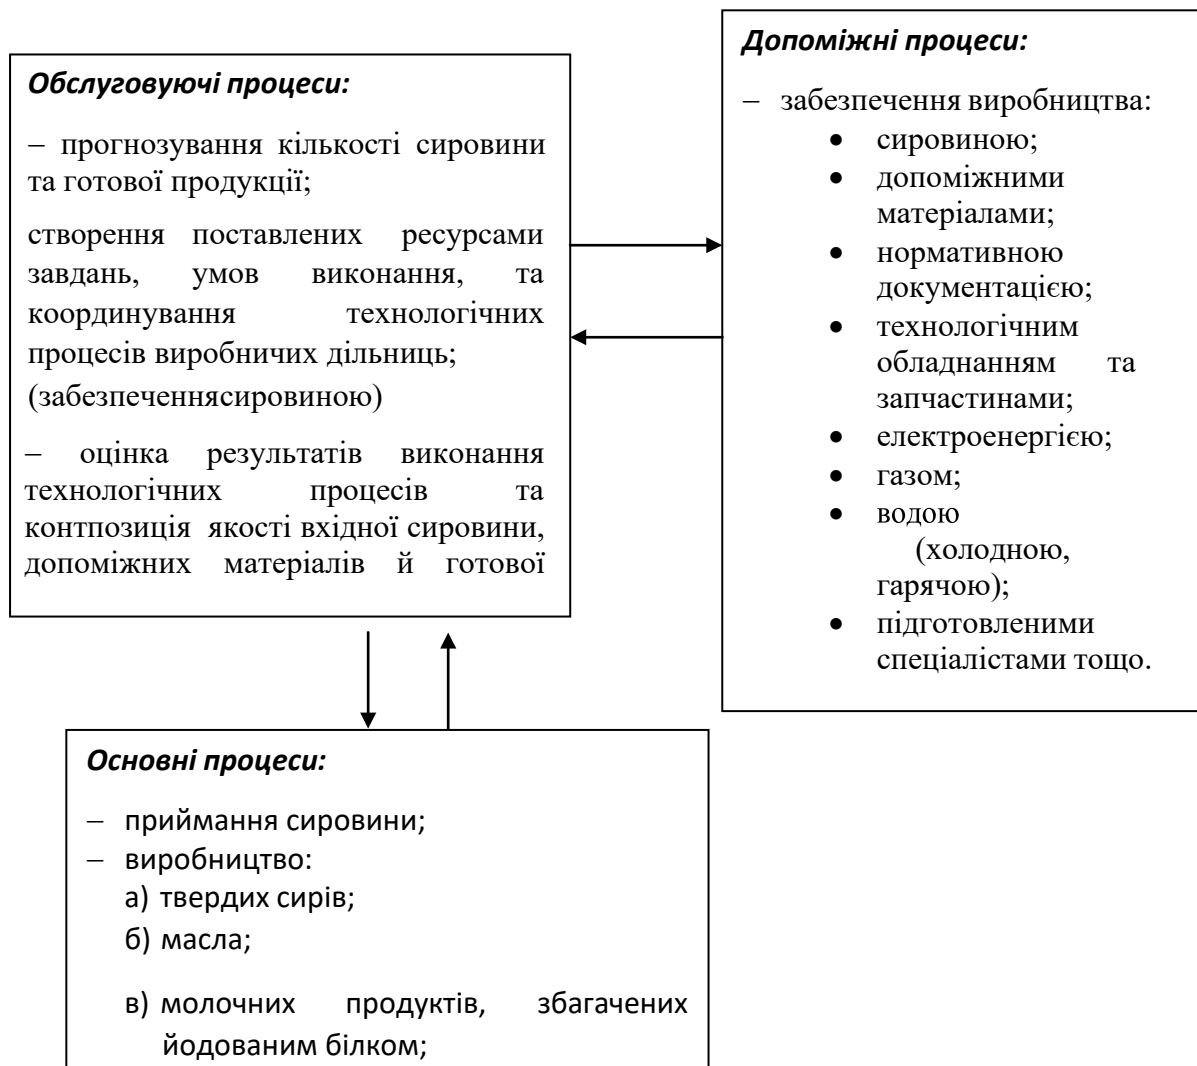 Обслуговуючі процеси:
– прогнозування кількості сировини
та готової продукції;
створення поставлених ресурсами
завдань, умов виконання, та
координування технологічних
процесів виробничих дільниць;
(забезпеченнясировиною)
– оцінка результатів виконання
технологічних процесів та
контпозиція якості вхідної сировини,
допоміжних матеріалів й готової
Допоміжні процеси:
– забезпечення виробництва:
• сировиною;
• допоміжними
матеріалами;
• нормативною
документацією;
• технологічним
обладнанням та
запчастинами;
• електроенергією;
• газом;
• водою
(холодною,
гарячою);
• підготовленими
спеціалістами тощо.
Основні процеси:
– приймання сировини;
– виробництво:
а) твердих сирів;
б) масла;
в) молочних продуктів, збагачених
йодованим білком;